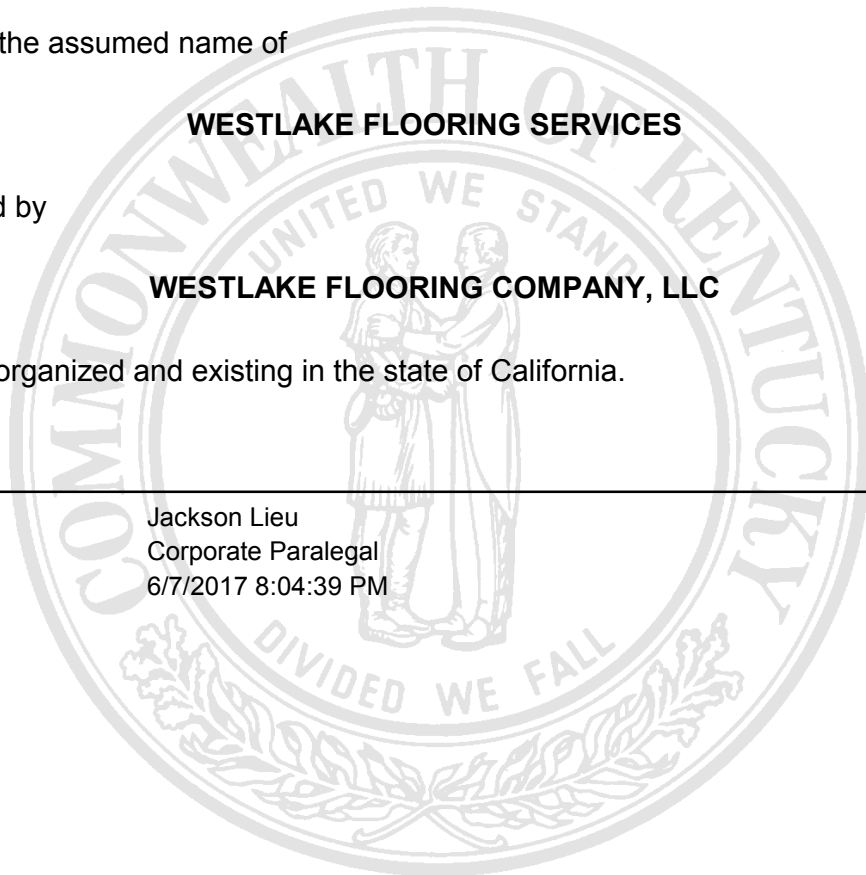 the assumed name of
WESTLAKE FLOORING SERVICES
d by
WESTLAKE FLOORING COMPANY, LLC
organized and existing in the state of California.
Jackson Lieu
Corporate Paralegal
6/7/2017 8:04:39 PM
COMMONWEALTH OF KENTUCKY
UNITED WE STAND
DIVIDED WE FALL